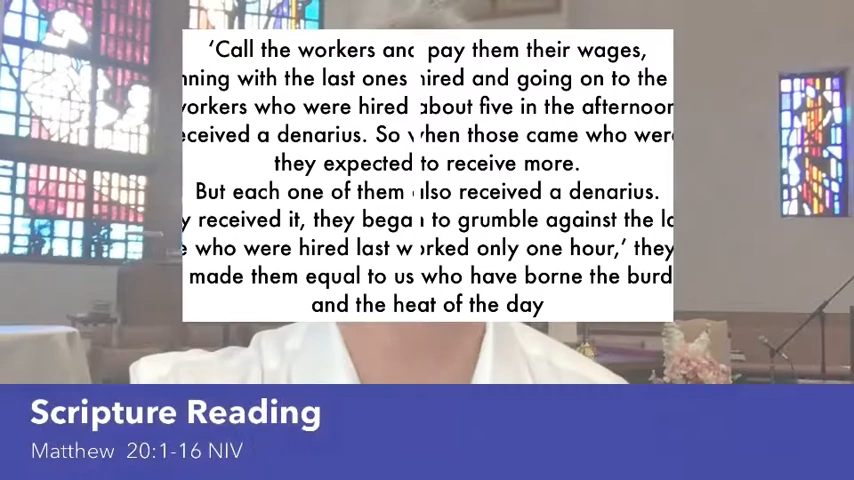 ‘Call the workers and pay them their wages,
nning with the last ones hired and going on to the
workers who were hired about five in the afternoon
eceived a denarius. So when those came who were
they expected to receive more.
But each one of them also received a denarius.
y received it, they began to grumble against the
e who were hired last worked only one hour,’ they
made them equal to us who have borne the burd
and the heat of the day
Scripture Reading
Matthew 20:1-16 NIV